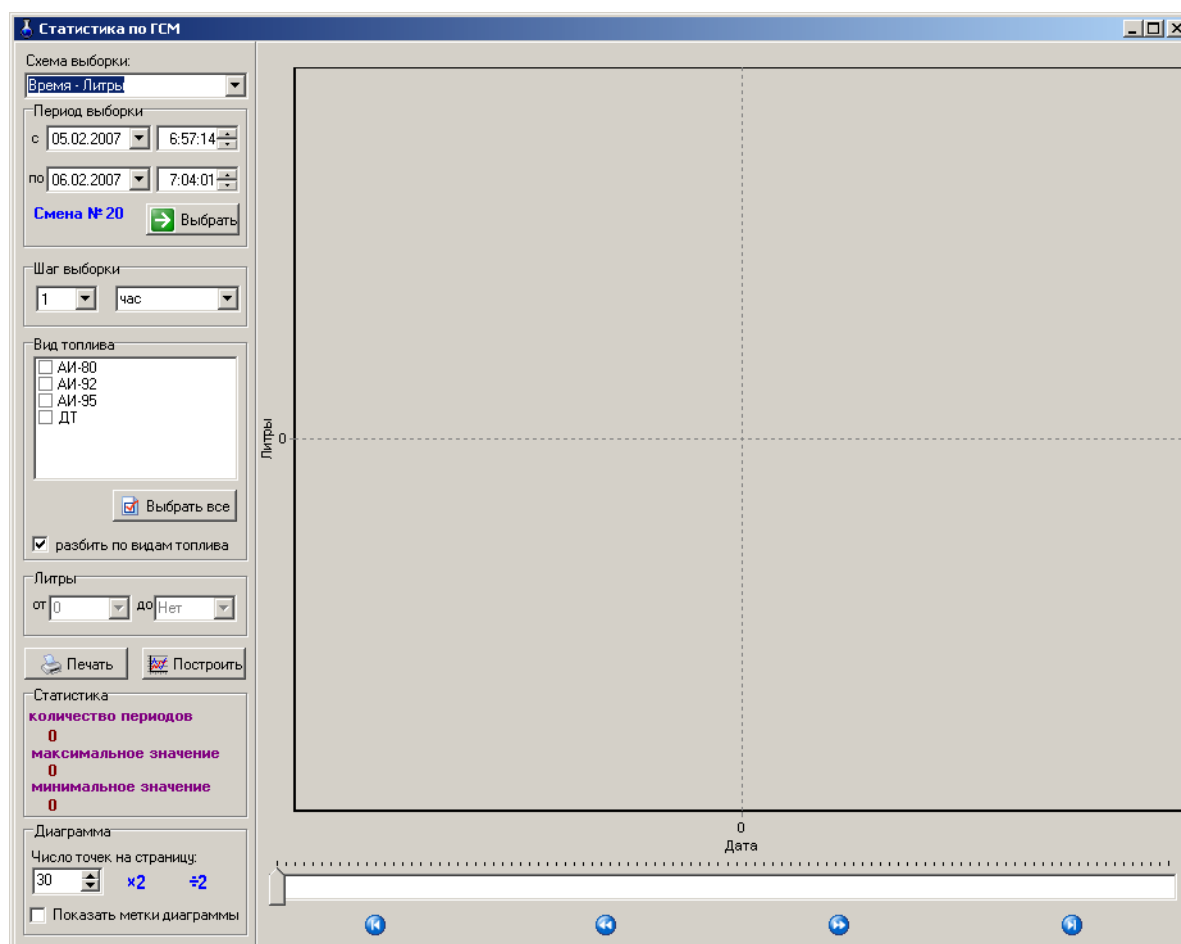 Статистика по ГСМ
Схема выборки:
Время - Литры
Период выборки
с 05.02.2007 6:57:14
по 06.02.2007 7:04:01
Смена № 20 Выбрать
Шаг выборки
1 час
Вид топлива
АИ-80
АИ-92
АИ-95
ДТ
Выбрать все
разбить по видам топлива
Литры
от 0 до Нет
Печать Построить
Статистика
количество периодов
0
максимальное значение
0
минимальное значение
0
Диаграмма
Число точек на страницу:
30 ×2 ÷2
Показать метки диаграммы
Литры
0
0
Дата